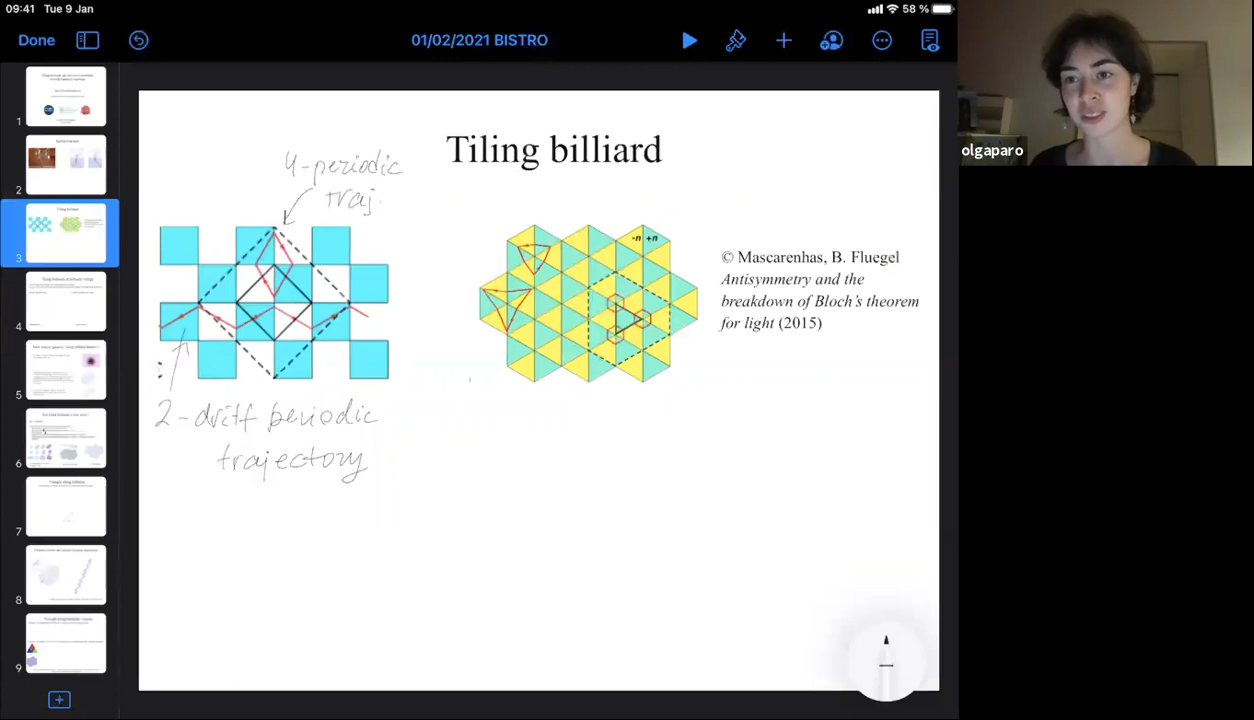 09:41 Tue 9 Jan
58 %
Done
01/02/2021 BISTRO
olgaparo
Tiling billiard
4-periodic
traj.
-n +n
© Mascarenhas, B. Fluegel
Antisymmetry and the
breakdown of Bloch's theorem
for light (2015)
2-drift periodic
trajectory
1
2
3
4
5
6
7
8
9
Tiling billiard